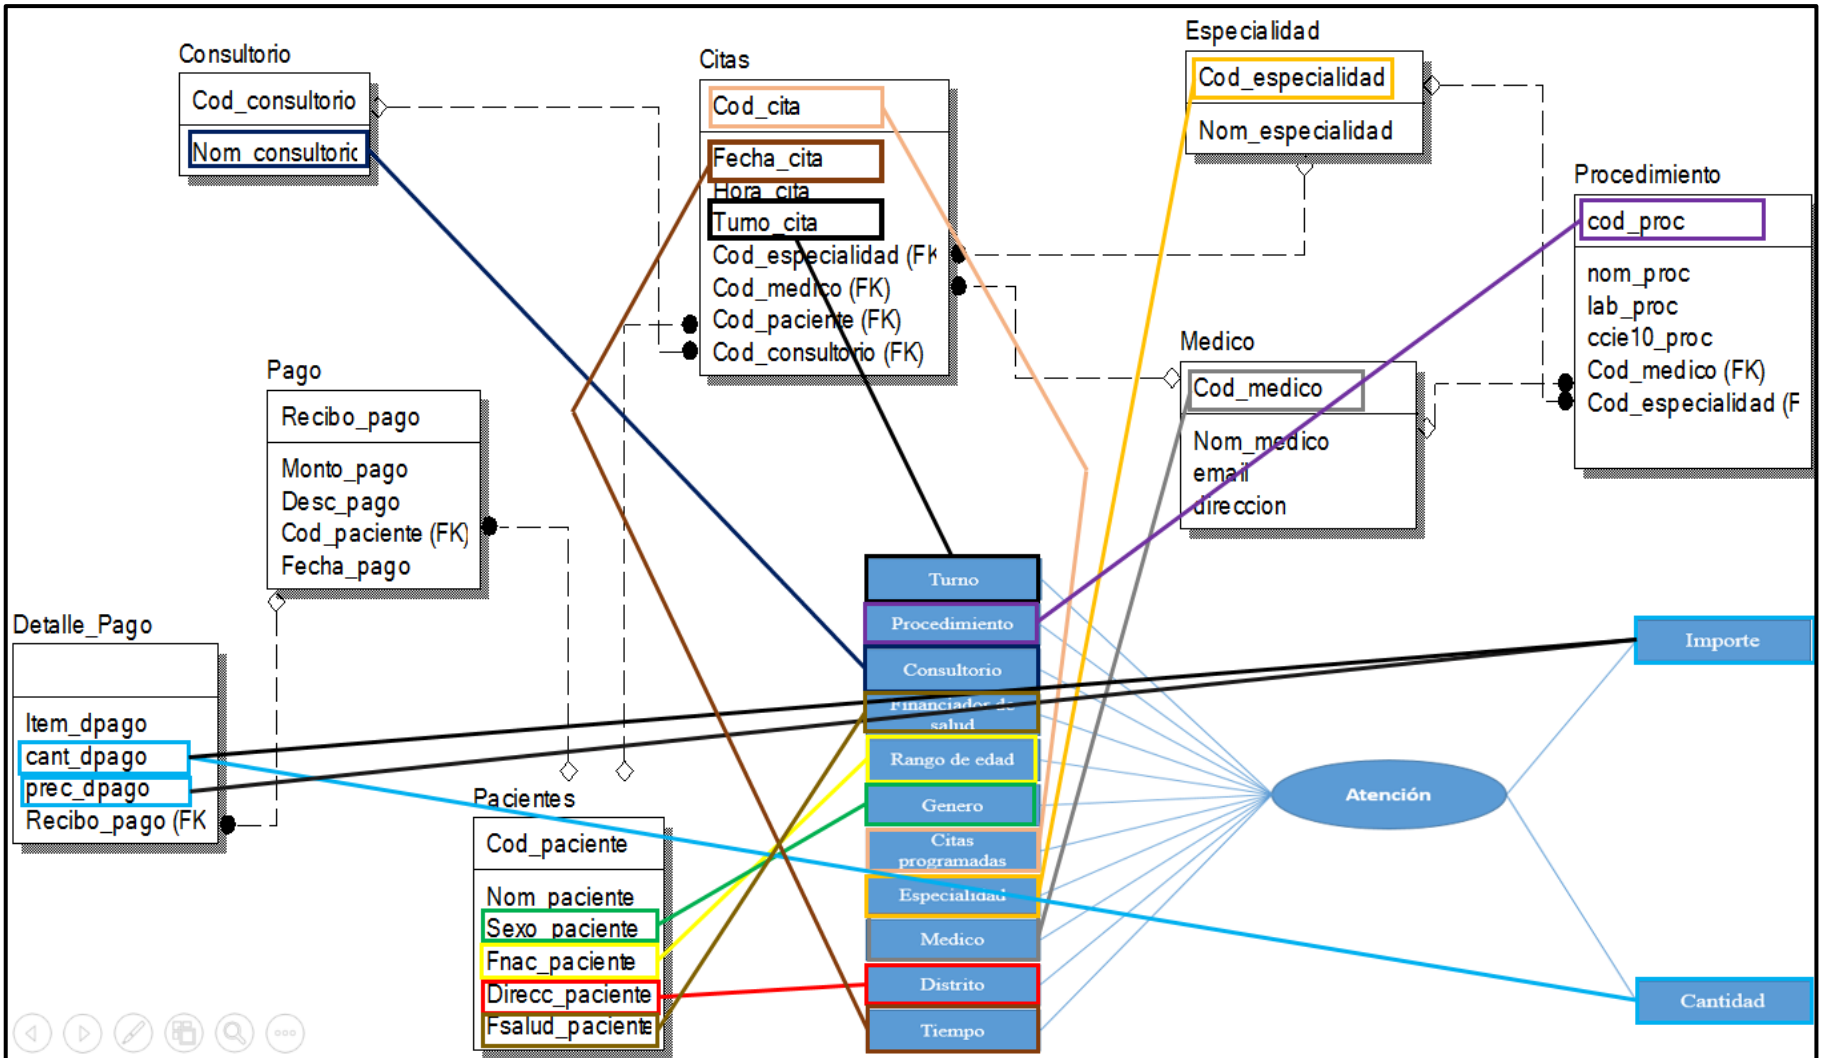 Consultorio
Cod_consultorio
Nom_consultorio
Citas
Cod_cita
Fecha_cita
Hora_cita
Turno_cita
Cod_especialidad (FK
Cod_medico (FK)
Cod_paciente (FK)
Cod_consultorio (FK)
Especialidad
Cod_especialidad
Nom_especialidad
Procedimiento
cod_proc
nom_proc
lab_proc
ccie10_proc
Cod_medico (FK)
Cod_especialidad (F
Medico
Cod_medico
Nom_medico
email
direccion
Pago
Recibo_pago
Monto_pago
Desc_pago
Cod_paciente (FK)
Fecha_pago
Detalle_Pago
Item_dpago
cant_dpago
prec_dpago
Recibo_pago (FK
Pacientes
Cod_paciente
Nom_paciente
Sexo_paciente
Fnac_paciente
Direcc_paciente
Fsalud_paciente
Turno
Procedimiento
Consultorio
Financiador de
salud
Rango de edad
Genero
Citas
programadas
Especialidad
Medico
Distrito
Tiempo
Atención
Importe
Cantidad